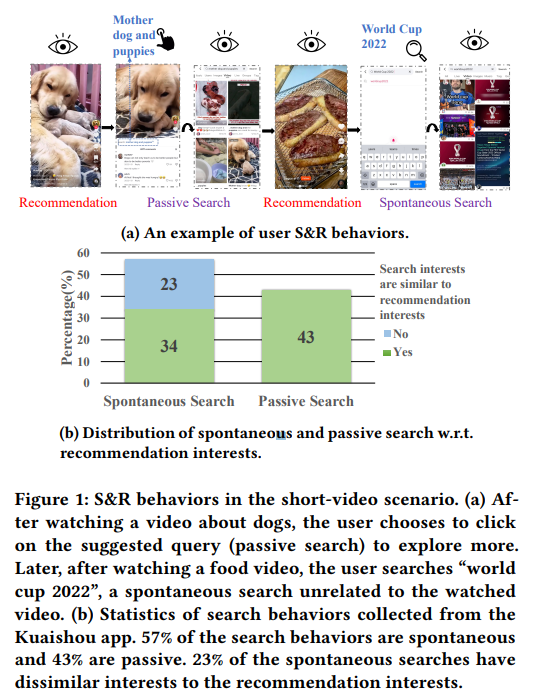 Mother
dog and
puppies
World Cup
2022
Recommendation
Passive Search
Recommendation
Spontaneous Search
(a) An example of user S&R behaviors.
Percentage(%)
60
50
40
30
20
10
0
23
34
43
Spontaneous Search
Passive Search
Search interests
are similar to
recommendation
interests
No
Yes
(b) Distribution of spontaneous and passive search w.r.t.
recommendation interests.
Figure 1: S&R behaviors in the short-video scenario. (a) Af-
ter watching a video about dogs, the user chooses to click
on the suggested query (passive search) to explore more.
Later, after watching a food video, the user searches “world
cup 2022”, a spontaneous search unrelated to the watched
video. (b) Statistics of search behaviors collected from the
Kuaishou app. 57% of the search behaviors are spontaneous
and 43% are passive. 23% of the spontaneous searches have
dissimilar interests to the recommendation interests.